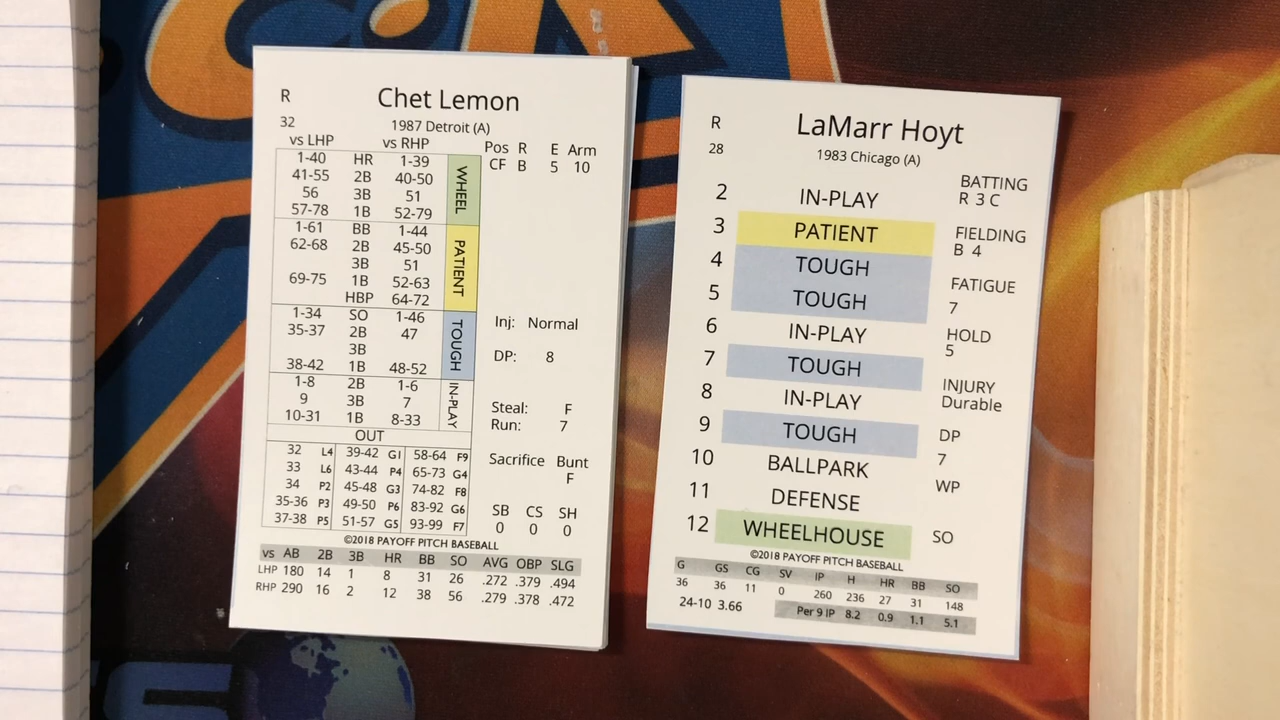 R Chet Lemon
32 1987 Detroit (A)
vs LHP vs RHP Pos R E Arm
1-40 HR 1-39 CF B 5 10
41-55 2B 40-50
56 3B 51
57-78 1B 52-79
WHEEL
1-61 BB 1-44
62-68 2B 45-50
3B 51
69-75 1B 52-63
HBP 64-72
PATIENT
1-34 SO 1-46
35-37 2B 47
3B
38-42 1B 48-52
TOUGH
1-8 2B 1-6
9 3B 7
10-31 1B 8-33
IN-PLAY
OUT
32 L4 39-42 G1 58-64 F9
33 L6 43-44 P4 65-73 G4
34 P2 45-48 G3 74-82 F8
35-36 P3 49-50 P6 83-92 G6
37-38 P5 51-57 G5 93-99 F7
Inj: Normal
DP: 8
Steal: F
Run: 7
Sacrifice Bunt
F
SB CS SH
0 0 0
©2018 PAYOFF PITCH BASEBALL
vs AB 2B 3B HR BB SO AVG OBP SLG
LHP 180 14 1 8 31 26 .272 .379 .494
RHP 290 16 2 12 38 56 .279 .378 .472
R LaMarr Hoyt
28 1983 Chicago (A)
2 IN-PLAY
3 PATIENT
4 TOUGH
5 TOUGH
6 IN-PLAY
7 TOUGH
8 IN-PLAY
9 TOUGH
10 BALLPARK
11 DEFENSE
12 WHEELHOUSE
BATTING
R 3 C
FIELDING
B 4
FATIGUE
7
HOLD
5
INJURY
Durable
DP
7
WP
SO
©2018 PAYOFF PITCH BASEBALL
G GS CG SV IP H HR BB SO
36 36 11 0 260 236 27 31 148
24-10 3.66 Per 9 IP 8.2 0.9 1.1 5.1